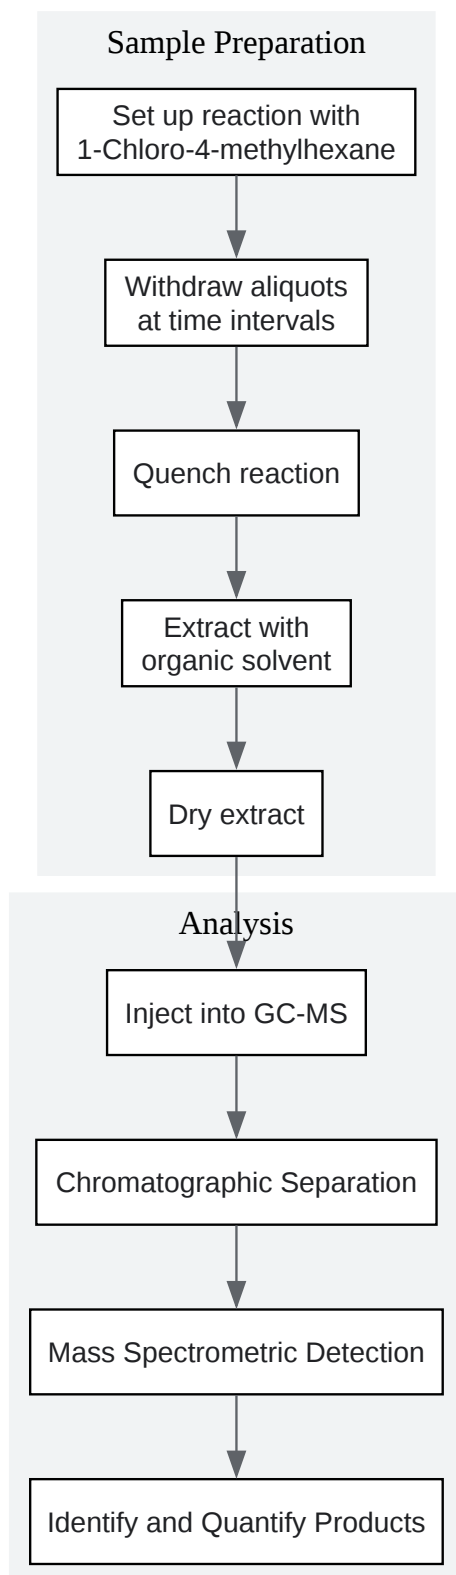 Sample Preparation
Set up reaction with
1-Chloro-4-methylhexane
Withdraw aliquots
at time intervals
Quench reaction
Extract with
organic solvent
Dry extract
Analysis
Inject into GC-MS
Chromatographic Separation
Mass Spectrometric Detection
Identify and Quantify Products